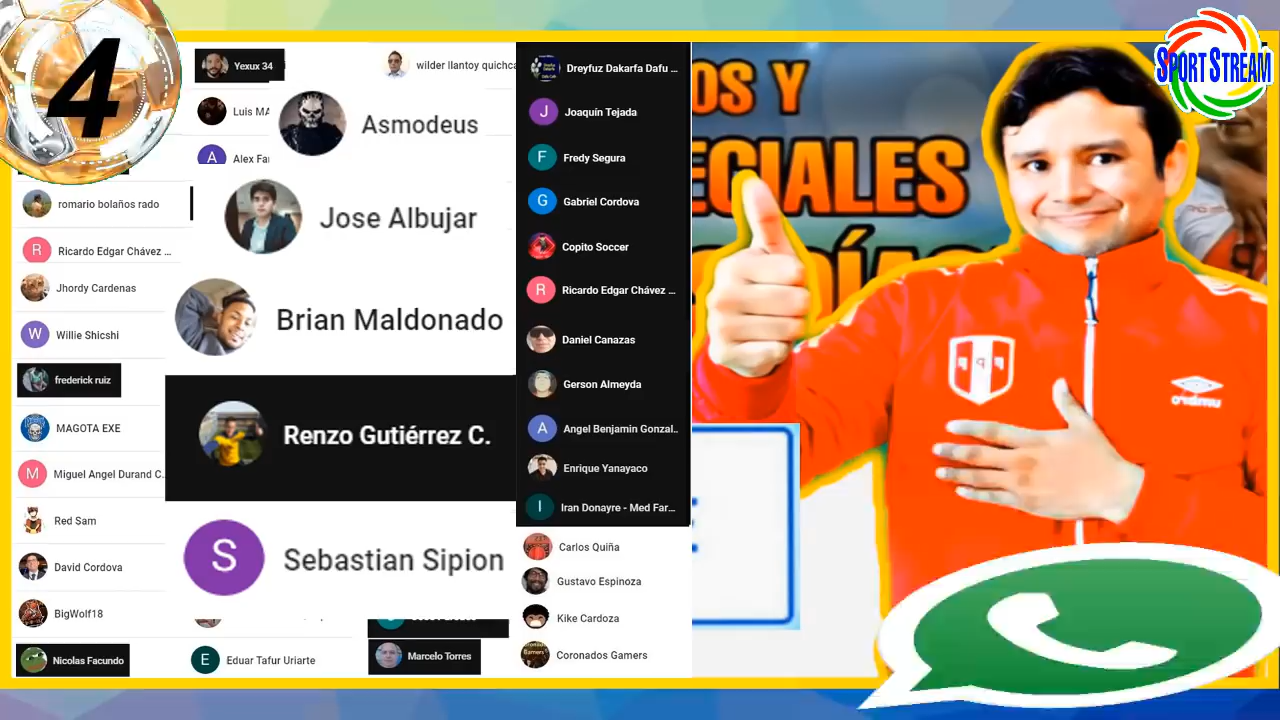 4
SPORT STREAM
Yexux 34
wilder llantoy quichca
Luis MA
Asmodeus
Alex Fa
romario bolaños rado
Jose Albujar
Ricardo Edgar Chávez ...
Jhordy Cardenas
Brian Maldonado
Willie Shicshi
frederick ruiz
MAGOTA EXE
Renzo Gutiérrez C.
Miguel Angel Durand C.
Red Sam
David Cordova
S
Sebastian Sipion
BigWolf18
Nicolas Facundo
E
Eduar Tafur Uriarte
Marcelo Torres
Dreyfuz Dakarfa Dafu ...
J
Joaquín Tejada
F
Fredy Segura
G
Gabriel Cordova
Copito Soccer
R
Ricardo Edgar Chávez ...
Daniel Canazas
Gerson Almeyda
A
Angel Benjamin Gonzal..
Enrique Yanayaco
I
Iran Donayre - Med Far...
Carlos Quiña
Gustavo Espinoza
Kike Cardoza
Coronados Gamers
A
R
W
M
OS Y
ECIALES
DÍAS